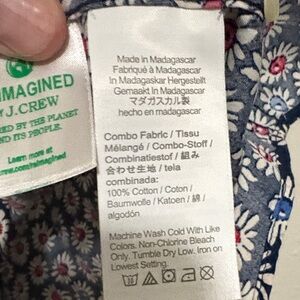 IMAGINED
J.CREW
RED BY THE PLANET
ND ITS PEOPLE.
Learn more at
Made in Madagascar
Fabriqué à Madagascar
In Madagaskar Hergestellt
Gemaakt in Madagaskar
マダガスカル製
hecho en madagascar
Combo Fabric / Tissu
Mélangé / Combo-Stoff /
Combinatiestof / 組み
合わせ生地 / tela
combinada:
100% Cotton / Coton /
Baumwolle / Katoen / 綿 /
algodón
Machine Wash Cold With Like
Colors. Non-Chlorine Bleach
Only. Tumble Dry Low. Iron on
Lowest Setting.